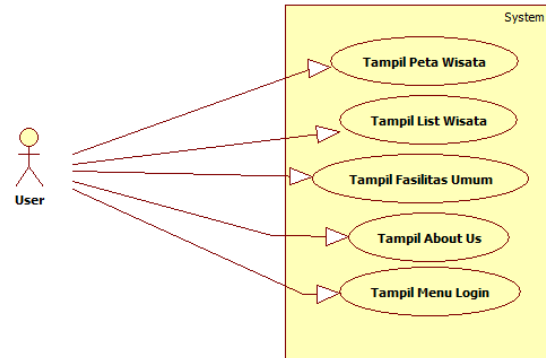 System
Tampil Peta Wisata
Tampil List Wisata
Tampil Fasilitas Umum
User
Tampil About Us
Tampil Menu Login